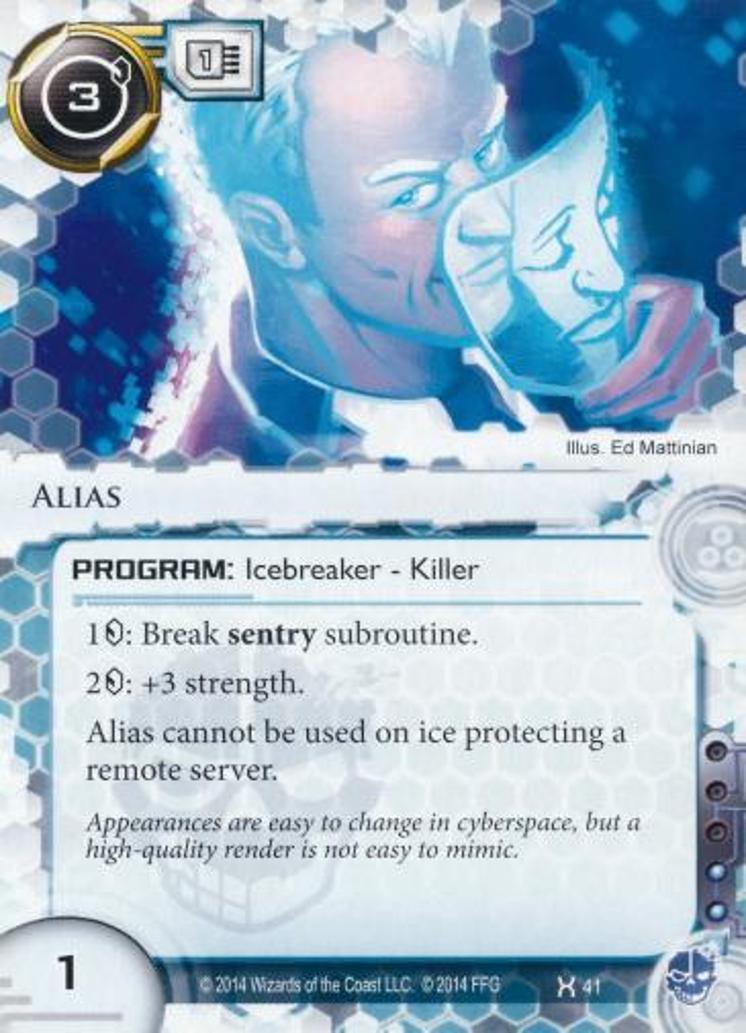 3
1
Illus. Ed Mattinian
ALIAS
PROGRAM: Icebreaker - Killer
1: Break sentry subroutine.
2: +3 strength.
Alias cannot be used on ice protecting a
remote server.
Appearances are easy to change in cyberspace, but a
high-quality render is not easy to mimic.
1
© 2014 Wizards of the Coast LLC. © 2014 FFG
41